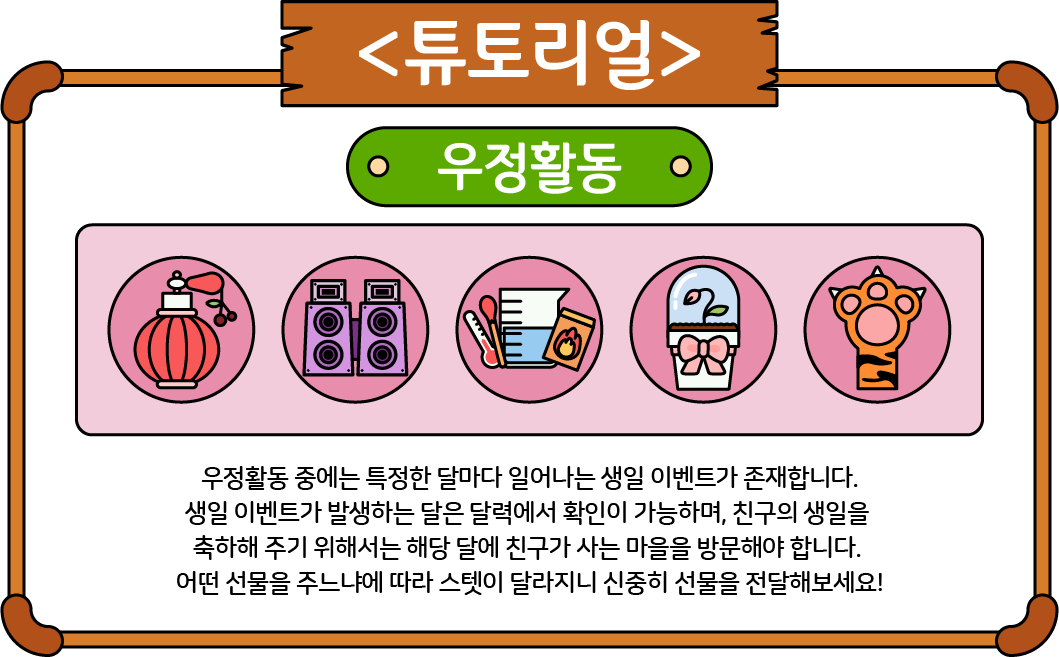 <튜토리얼>
우정활동
우정활동 중에는 특정한 달마다 일어나는 생일 이벤트가 존재합니다.
생일 이벤트가 발생하는 달은 달력에서 확인이 가능하며, 친구의 생일을
축하해 주기 위해서는 해당 달에 친구가 사는 마을을 방문해야 합니다.
어떤 선물을 주느냐에 따라 스텟이 달라지니 신중히 선물을 전달해보세요!